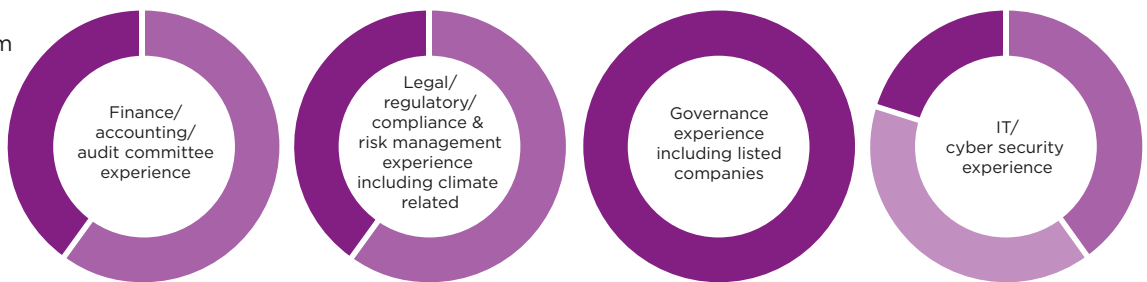 Finance/
accounting/
audit committee
experience
Legal/
regulatory/
compliance &
risk management
experience
including climate
related
Governance
experience
including listed
companies
IT/
cyber security
experience